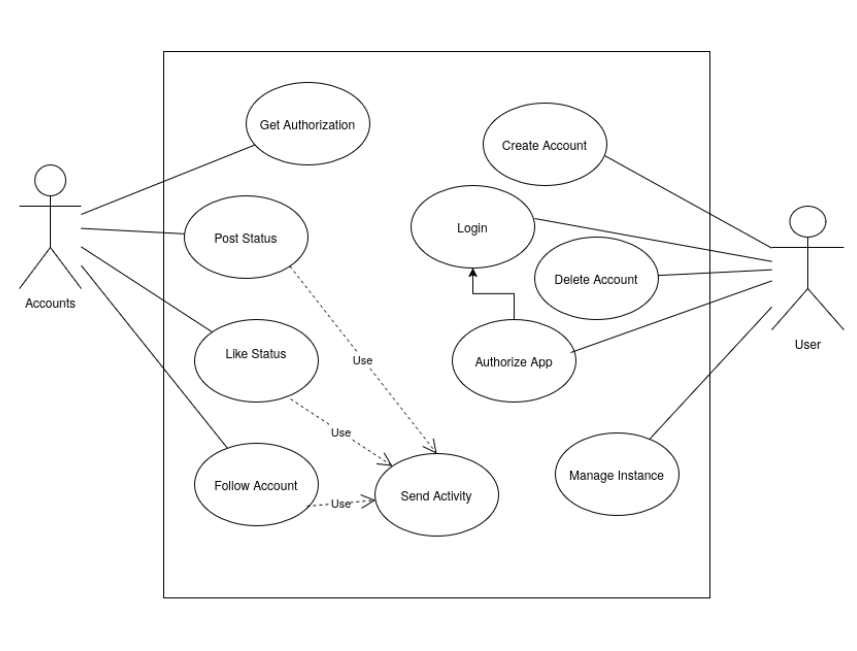 Get Authorization
Create Account
Post Status
Login
Delete Account
Accounts
User
Like Status
Use
Authorize App
Use
Follow Account
Use
Send Activity
Manage Instance